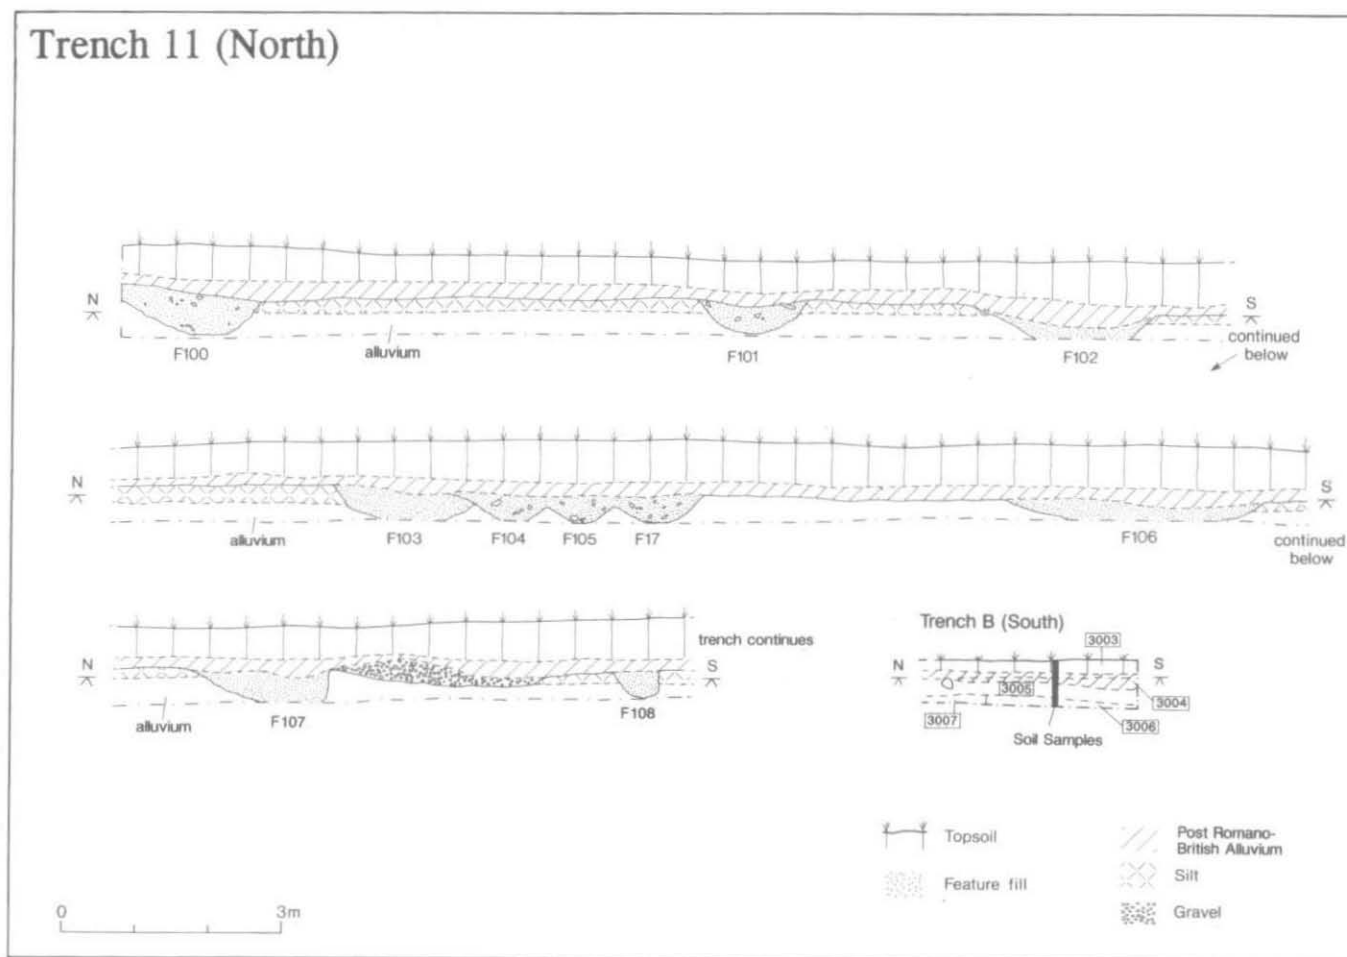 Trench 11 (North)
N
S
F100
alluvium
F101
F102
continued
below
N
S
alluvium
F103
F104
F105
F17
F106
continued
below
N
S
trench continues
alluvium
F107
F108
Trench B (South)
N
S
3003
3005
3004
3007
3006
Soil Samples
Topsoil
Feature fill
Post Romano-
British Alluvium
Silt
Gravel
0
3m